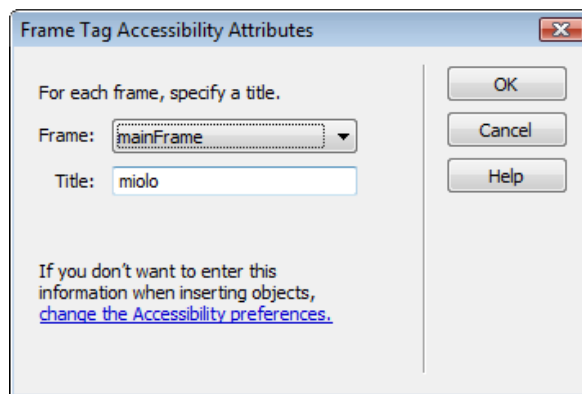 Frame Tag Accessibility Attributes
For each frame, specify a title.
Frame: mainFrame
Title: miolo
If you don't want to enter this
information when inserting objects,
change the Accessibility preferences.
OK
Cancel
Help